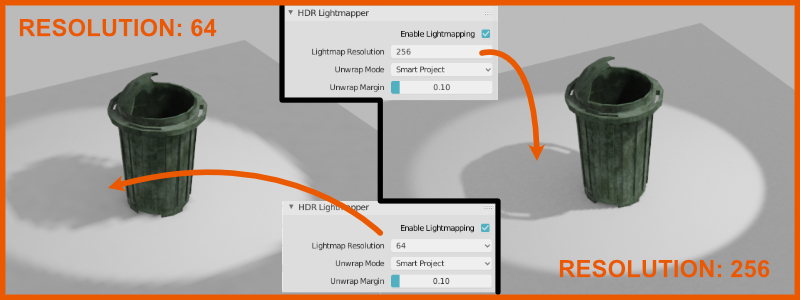 RESOLUTION: 64
HDR Lightmapper
Enable Lightmapping
Lightmap Resolution 256
Unwrap Mode Smart Project
Unwrap Margin 0.10
HDR Lightmapper
Enable Lightmapping
Lightmap Resolution 64
Unwrap Mode Smart Project
Unwrap Margin 0.10
RESOLUTION: 256